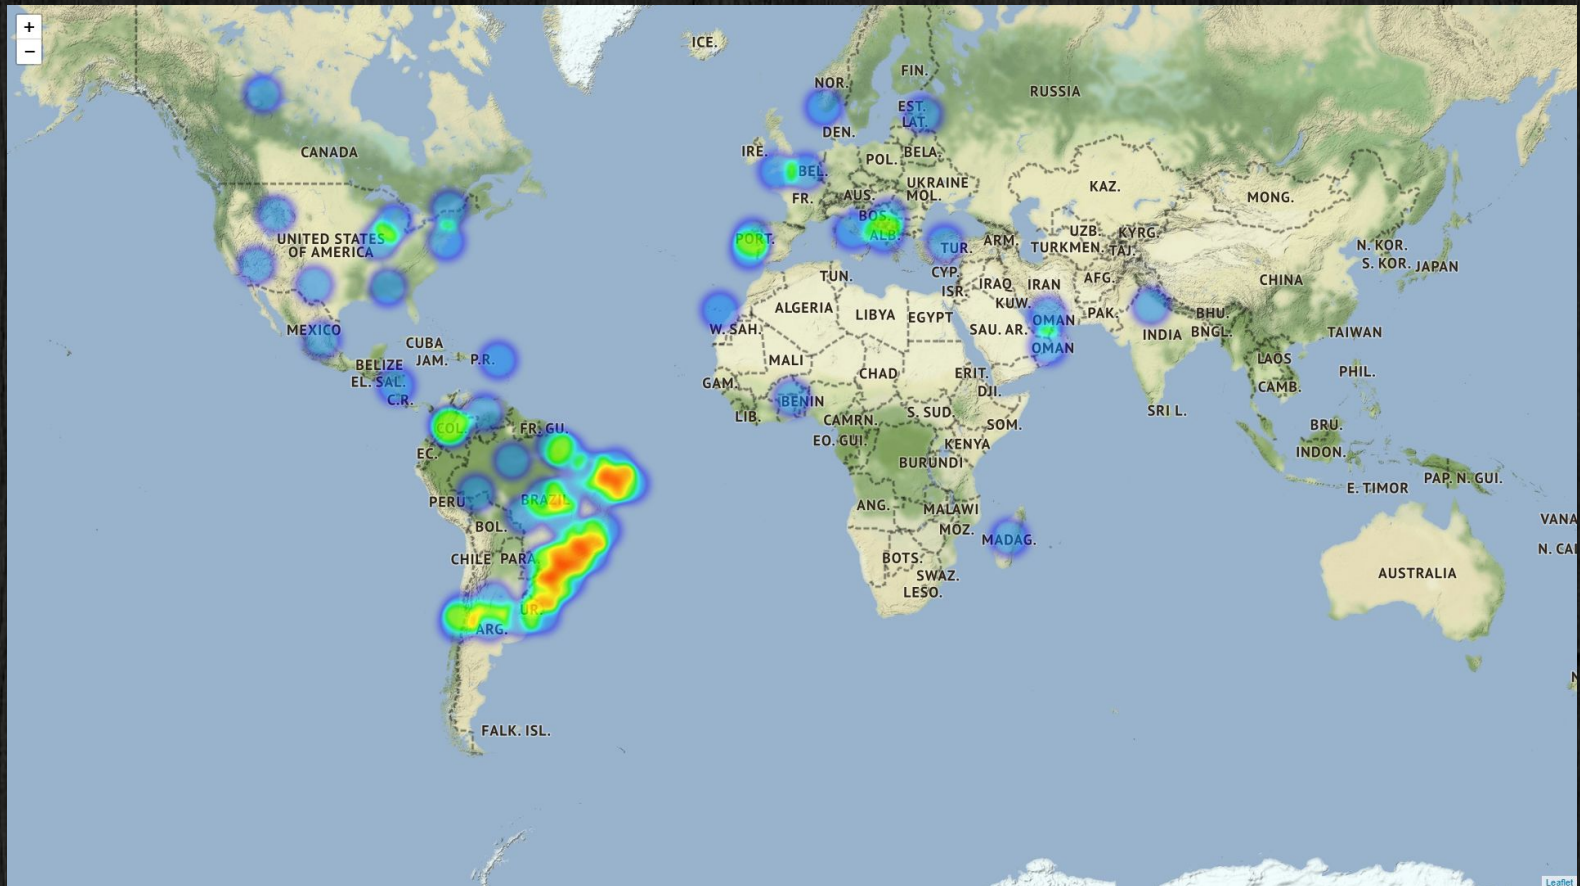 +
−
ICE.
NOR.
FIN.
RUSSIA
EST.
LAT.
DEN.
CANADA
IRE.
BEL.
POL.
BELA.
UKRAINE
MOL.
KAZ.
MONG.
FR.
AUS.
BOS.
ALB.
PORT.
UNITED STATES
OF AMERICA
TUR.
ARM.
UZB.
KYRG.
TURKMEN.
TAJ.
N. KOR.
S. KOR.
JAPAN
CHINA
TUN.
CYP.
ISR.
IRAQ
IRAN
AFG.
KUW.
PAK.
BHU.
BNGL.
TAIWAN
ALGERIA
LIBYA
EGYPT
W. SAH.
SAU. AR.
OMAN
OMAN
INDIA
MEXICO
CUBA
JAM.
P.R.
BELIZE
EL. SAL.
C.R.
MALI
CHAD
ERIT.
DJI.
LAOS
CAMB.
PHIL.
GAM.
BENIN
LIB.
CAMRN.
S. SUD.
SOM.
SRI L.
BRU.
COL.
FR. GU.
EO. GUI.
KENYA
INDON.
EC.
BURUNDI
E. TIMOR
PAP. N. GUI.
PERU
BRAZIL
ANG.
MALAWI
MOZ.
MADAG.
BOL.
VANA
N. CAL
CHILE
PARA.
BOTS.
SWAZ.
LESO.
AUSTRALIA
UR.
ARG.
N
FALK. ISL.
Leaflet